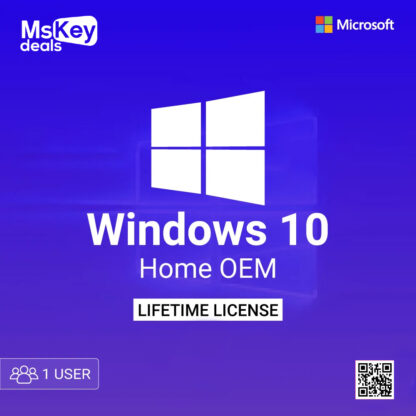 MsKey
deals
Microsoft
Windows 10
Home OEM
LIFETIME LICENSE
1 USER